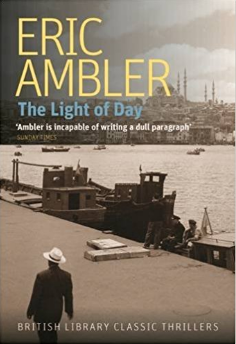 ERIC
AMBLER
The Light of Day
‘Ambler is incapable of writing a dull paragraph’
SUNDAY TIMES
BRITISH LIBRARY CLASSIC THRILLERS